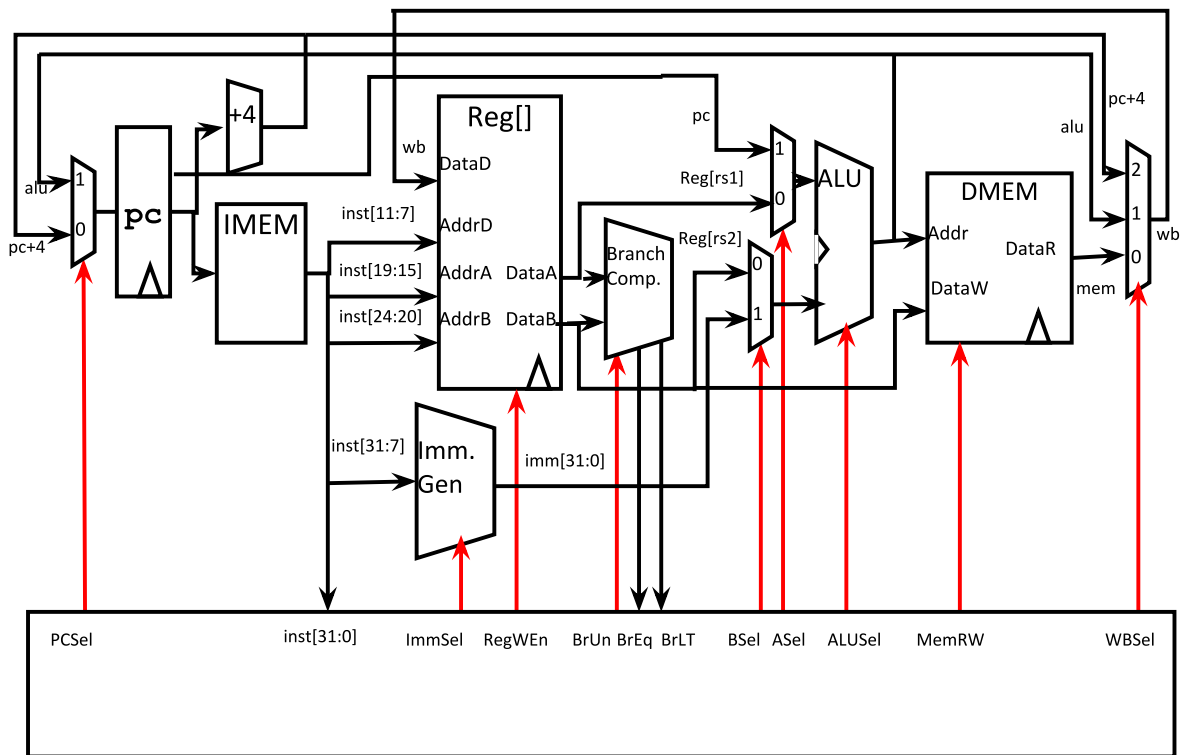 pc+4
alu
pc
+4
Reg[]
wb
DataD
Reg[rs1]
1
0
ALU
DMEM
2
1
0
wb
alu
1
0
pc+4
pc
IMEM
inst[11:7]
AddrD
inst[19:15]
AddrA
DataA
inst[24:20]
AddrB
DataB
Branch
Comp.
Reg[rs2]
0
1
Addr
DataR
DataW
mem
inst[31:7]
Imm.
Gen
imm[31:0]
PCSel
inst[31:0]
ImmSel
RegWEn
BrUn
BrEq
BrLT
BSel
ASel
ALUSel
MemRW
WBSel